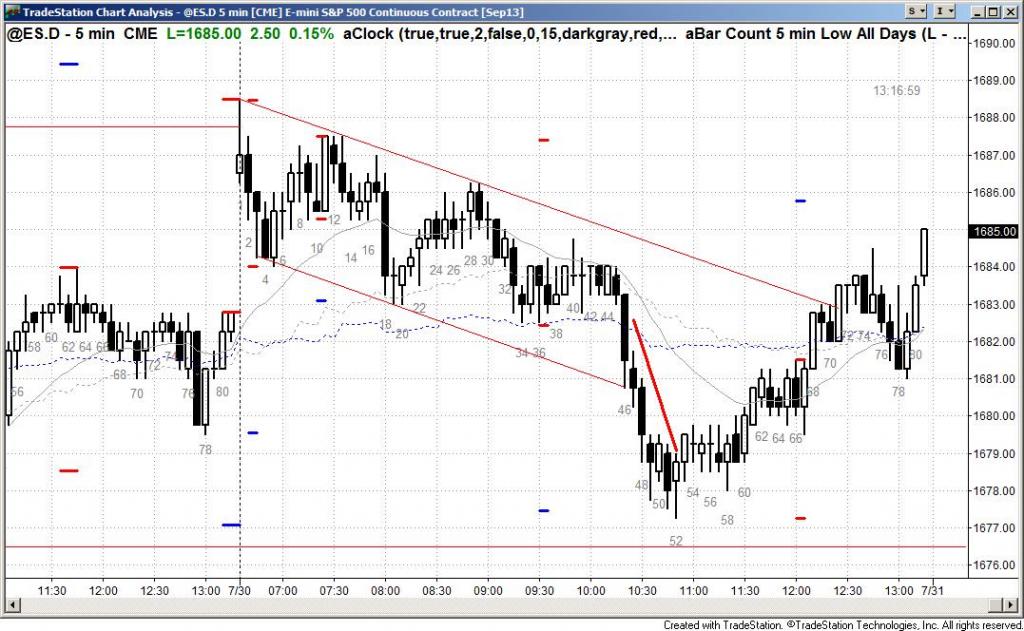 TradeStation Chart Analysis - @ES.D 5 min [CME] E-mini S&P 500 Continuous Contract [Sep13]
S I
@ES.D - 5 min CME L=1685.00 2.50 0.15% aClock (true,true,2,false,0,15,darkgray,red,... aBar Count 5 min Low All Days (L - ...
1690.00
1689.00
13:16:59
1688.00
1687.00
1686.00
1685.00
1684.00
1683.00
1682.00
1681.00
1680.00
1679.00
1678.00
1677.00
1676.00
56 58 60 62 64 66 68 70 72 74 76 78 80
2 4 6 8 10 12 14 16 18 20 22 24 26 28 30 32 34 36 38 40 42 44 46 48 50 52 54 56 58 60 62 64 66 68 70 72 74 76 78 80
11:30 12:00 12:30 13:00 7/30 07:00 07:30 08:00 08:30 09:00 09:30 10:00 10:30 11:00 11:30 12:00 12:30 13:00 7/31
Created with TradeStation. ©TradeStation Technologies, Inc. All rights reserved.